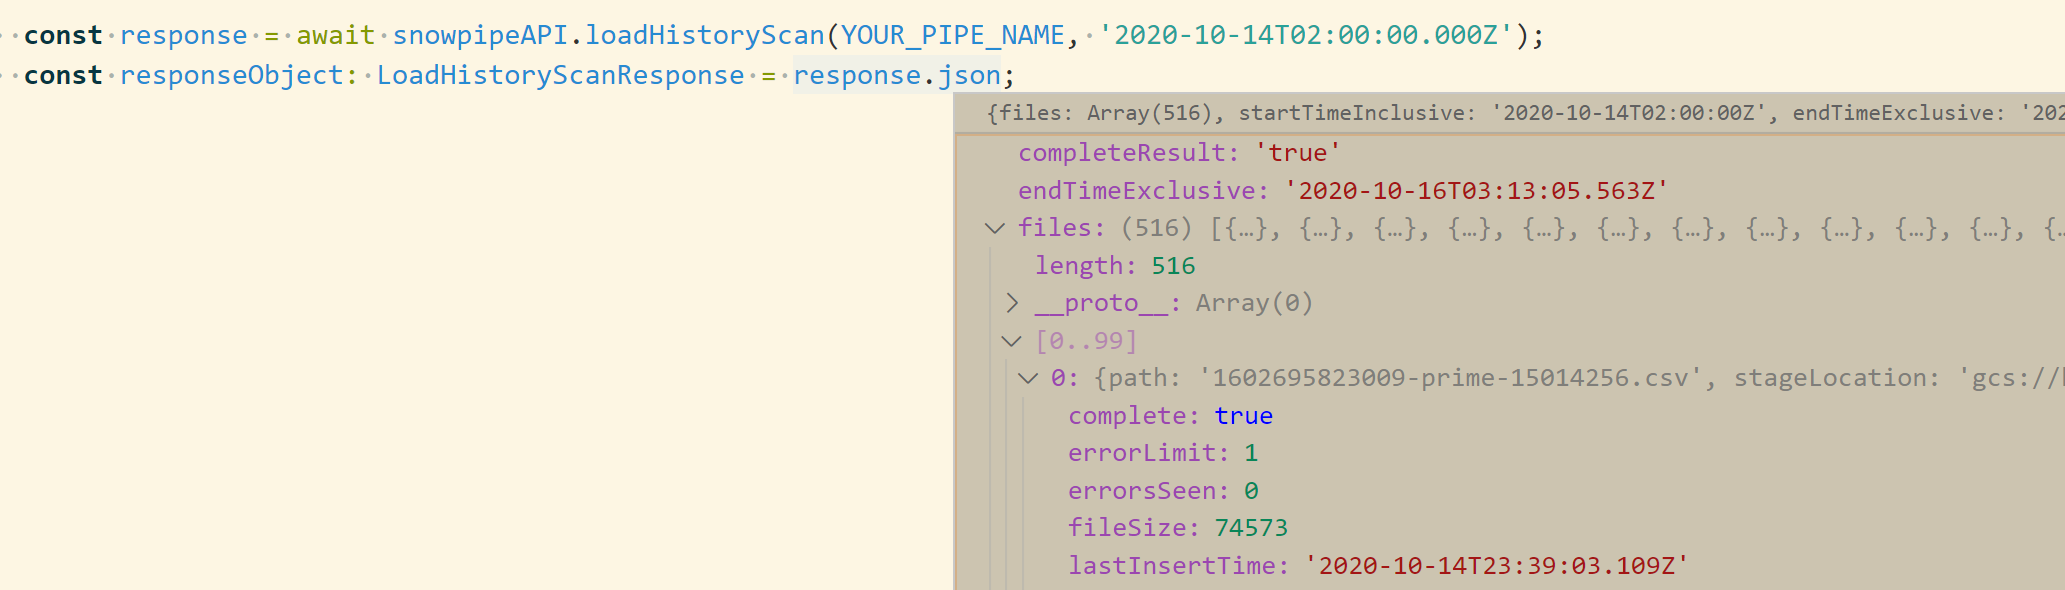 const response = await snowpipeAPI.loadHistoryScan(YOUR_PIPE_NAME, '2020-10-14T02:00:00.000Z');
const responseObject: LoadHistoryScanResponse = response.json;
{files: Array(516), startTimeInclusive: '2020-10-14T02:00:00Z', endTimeExclusive: '202
completeResult: 'true'
endTimeExclusive: '2020-10-16T03:13:05.563Z'
files: (516) [{…}, {…}, {…}, {…}, {…}, {…}, {…}, {…}, {…}, {…}, {…}, {…
length: 516
__proto__: Array(0)
[0..99]
0: {path: '1602695823009-prime-15014256.csv', stageLocation: 'gcs://
complete: true
errorLimit: 1
errorsSeen: 0
fileSize: 74573
lastInsertTime: '2020-10-14T23:39:03.109Z'